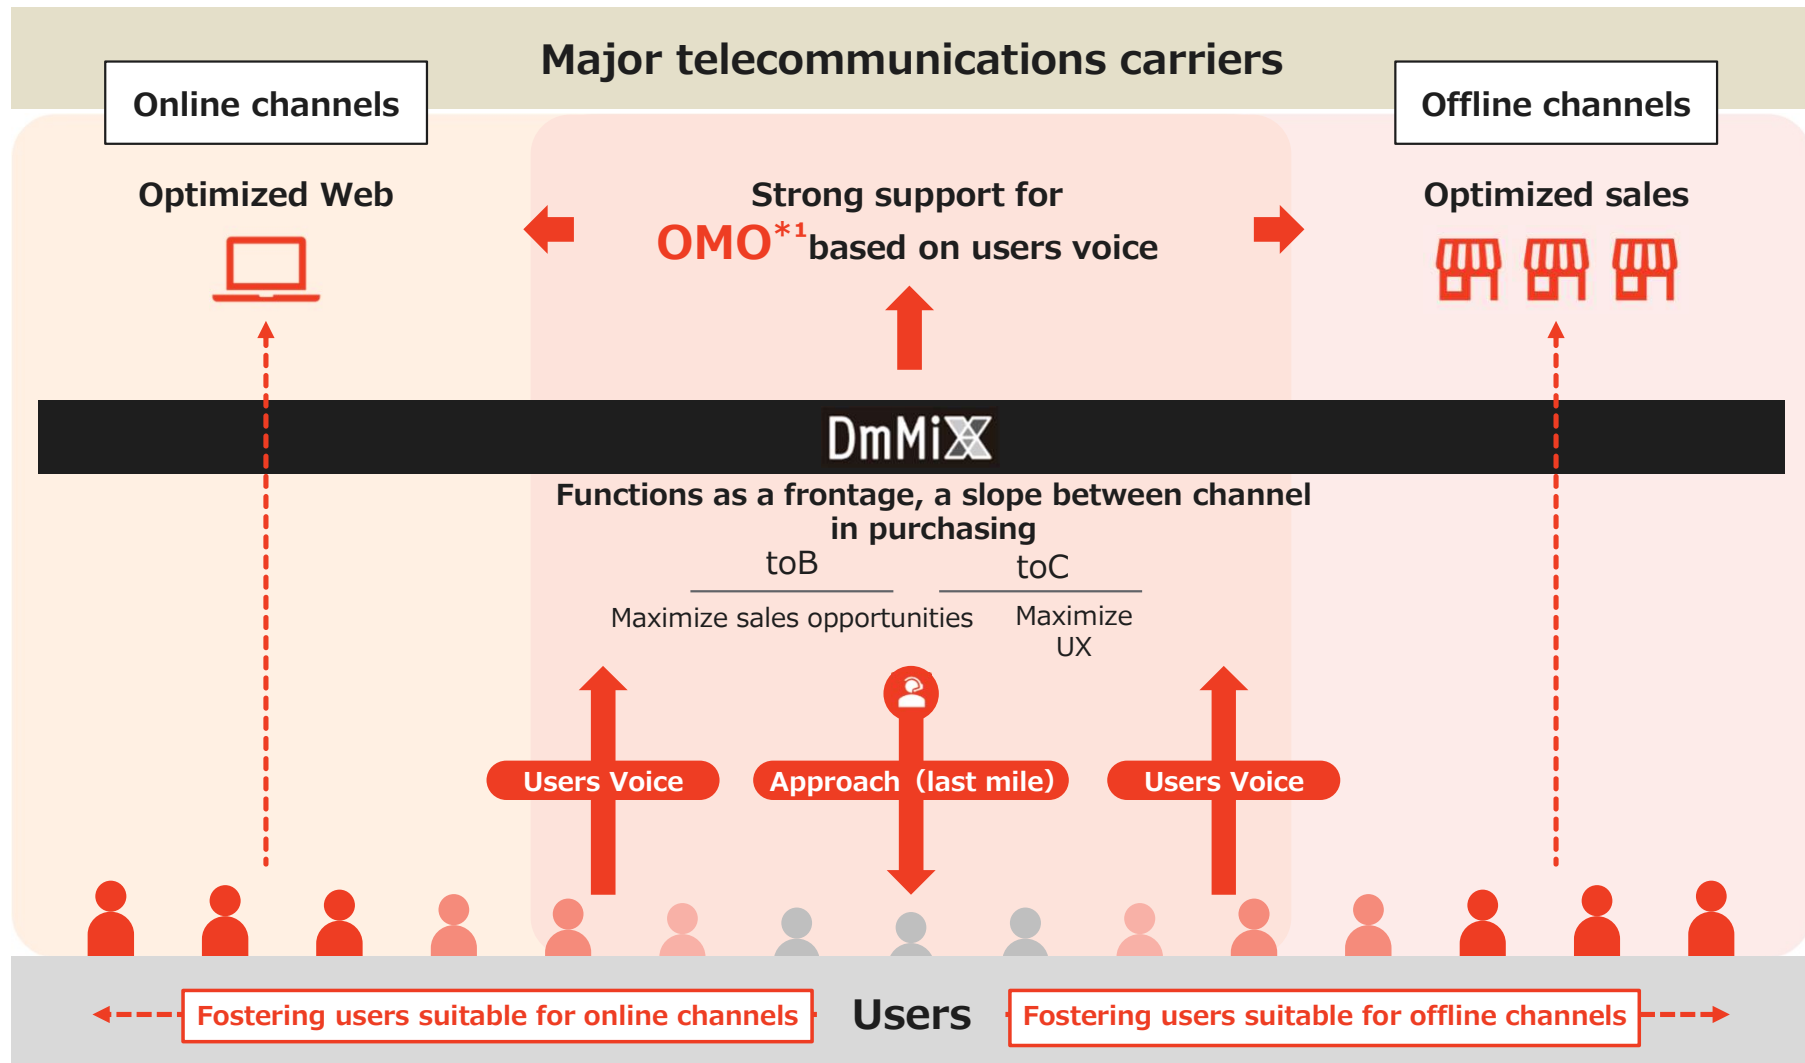 Major telecommunications carriers
Online channels
Offline channels
Optimized Web
Strong support for
OMO*1 based on users voice
Optimized sales
DmMiX
Functions as a frontage, a slope between channel
in purchasing
toB
toC
Maximize sales opportunities
Maximize
UX
Users Voice
Approach（last mile）
Users Voice
Fostering users suitable for online channels
Users
Fostering users suitable for offline channels